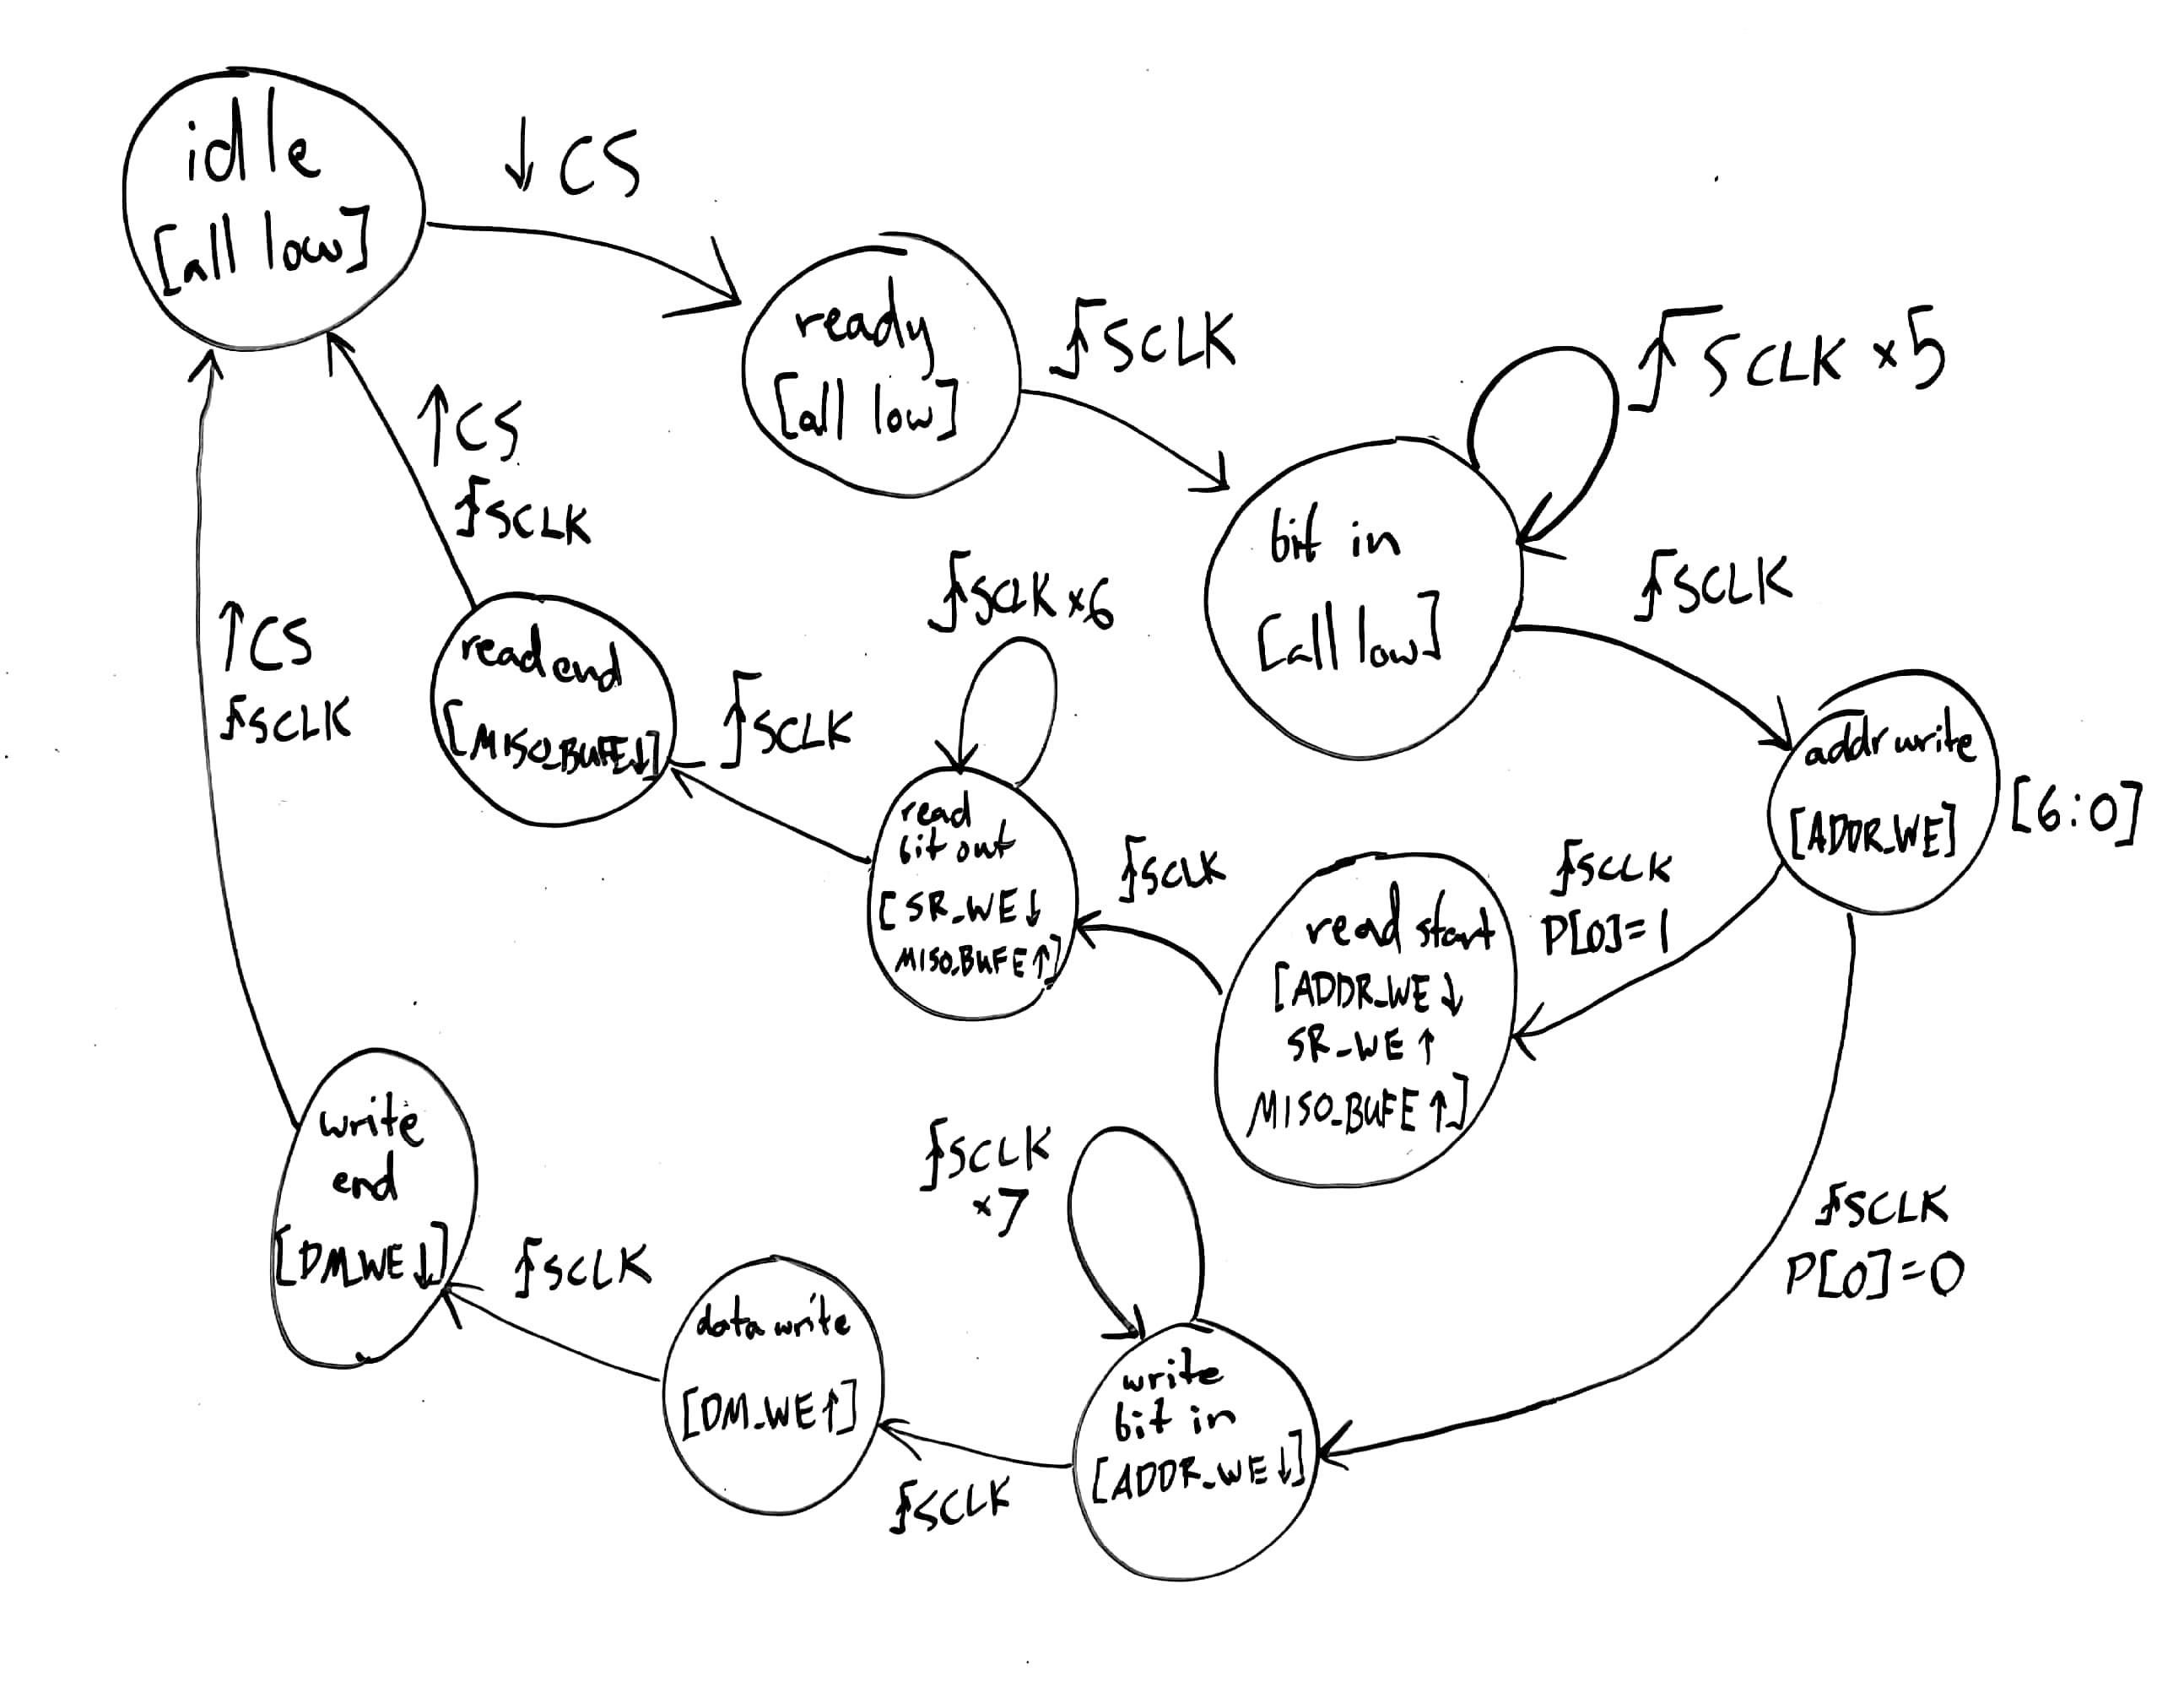 idle
[all low]
↓ CS
ready
[all low]
↑SCLK
↑SCLK ×5
bit in
[all low]
↑SCLK
addr write
[ADDR_WE]
[6:0]
↑SCLK
P[0]=1
read start
[ADDR_WE↓
SR_WE↑
MISO_BUFE↑]
↑SCLK
↑SCLK ×6
read
bit out
[SR_WE↓
MISO_BUFE↑]
↑SCLK
read end
[MISO_BUFE↓]
↑CS
↑SCLK
↑SCLK
P[0]=0
write
bit in
[ADDR_WE↓]
↑SCLK
×7
↑SCLK
data write
[DM_WE↑]
↑SCLK
write
end
[DM_WE↓]
↑CS
↑SCLK